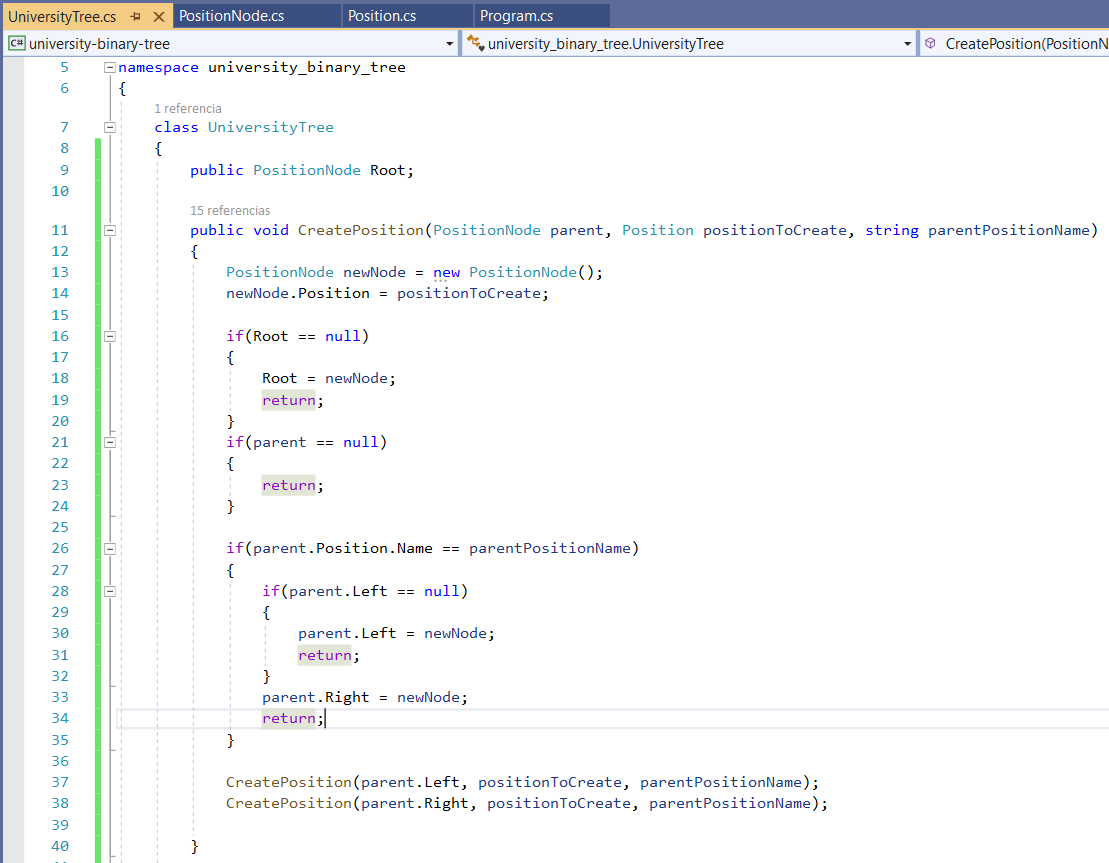 UniversityTree.cs PositionNode.cs Position.cs Program.cs
C# university-binary-tree university_binary_tree.UniversityTree CreatePosition(PositionN
5 namespace university_binary_tree
6 {
1 referencia
7 class UniversityTree
8 {
9 public PositionNode Root;
10
15 referencias
11 public void CreatePosition(PositionNode parent, Position positionToCreate, string parentPositionName)
12 {
13 PositionNode newNode = new PositionNode();
14 newNode.Position = positionToCreate;
15
16 if(Root == null)
17 {
18 Root = newNode;
19 return;
20 }
21 if(parent == null)
22 {
23 return;
24 }
25
26 if(parent.Position.Name == parentPositionName)
27 {
28 if(parent.Left == null)
29 {
30 parent.Left = newNode;
31 return;
32 }
33 parent.Right = newNode;
34 return;
35 }
36
37 CreatePosition(parent.Left, positionToCreate, parentPositionName);
38 CreatePosition(parent.Right, positionToCreate, parentPositionName);
39
40 }